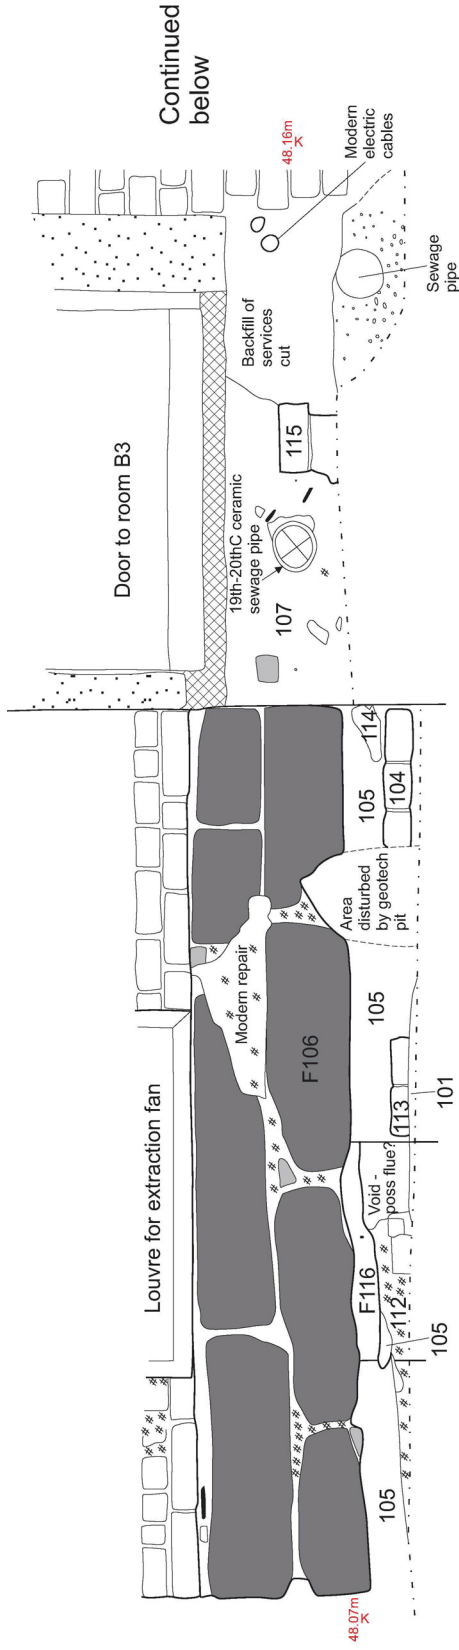 Louvre for extraction fan
Door to room B3
Continued
below
48.16m
K
Modern
electric
cables
Backfill of
services
cut
Sewage
pipe
115
19th-20thC ceramic
sewage pipe
107
Modern repair
F106
114
105
104
Area
disturbed
by geotech
pit
105
113
101
Void -
poss flue?
F116
112
105
105
48.07m
K